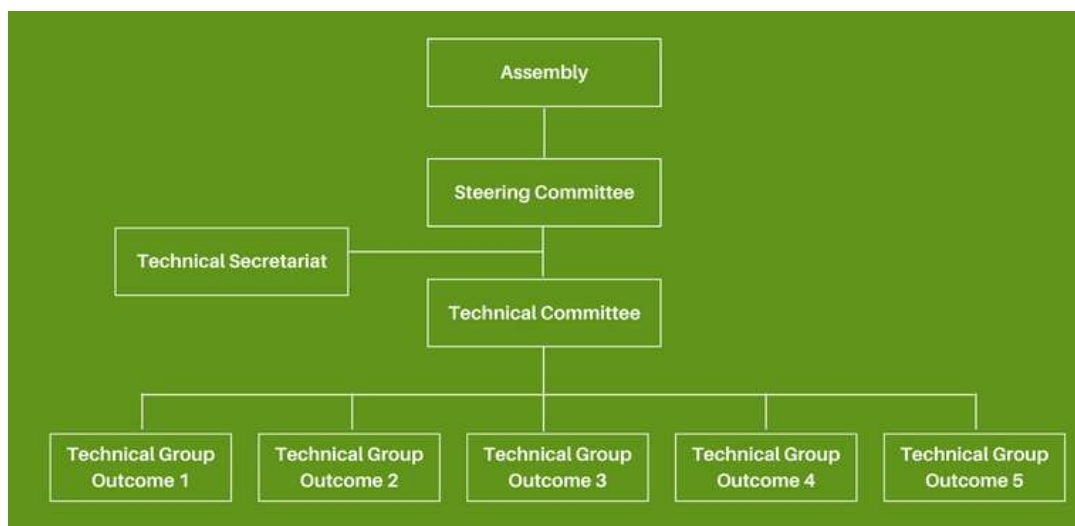 Assembly
Steering Committee
Technical Secretariat
Technical Committee
Technical Group
Outcome 1
Technical Group
Outcome 2
Technical Group
Outcome 3
Technical Group
Outcome 4
Technical Group
Outcome 5